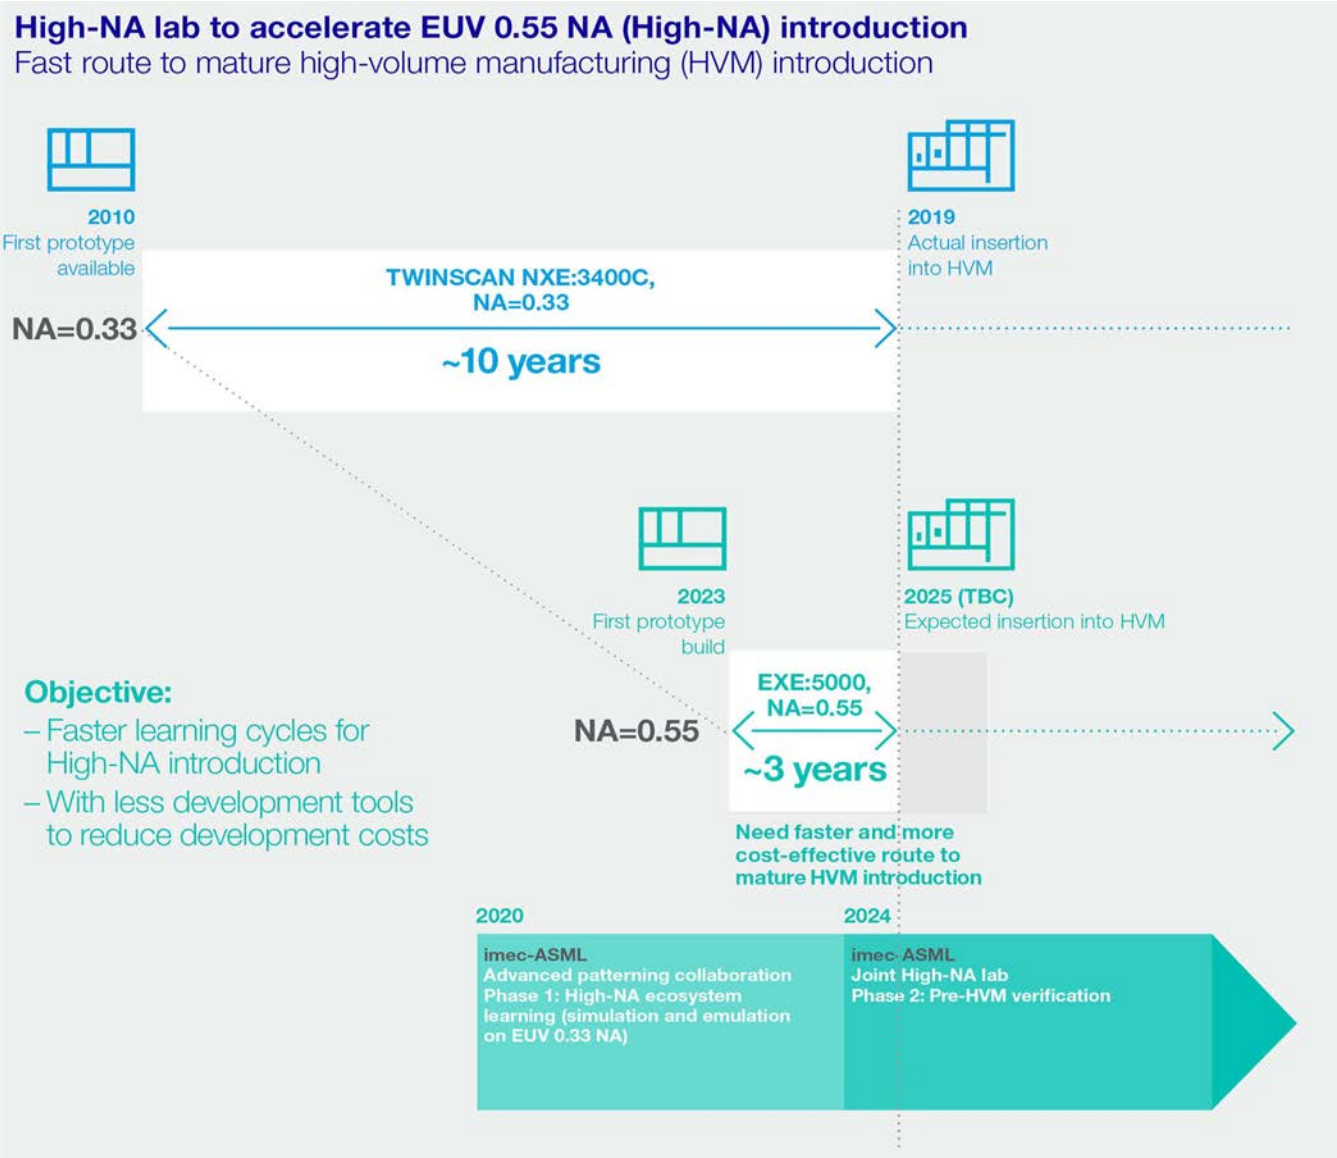 High-NA lab to accelerate EUV 0.55 NA (High-NA) introduction
Fast route to mature high-volume manufacturing (HVM) introduction
2010
First prototype
available
2019
Actual insertion
into HVM
TWINSCAN NXE:3400C,
NA=0.33
NA=0.33
~10 years
2023
First prototype
build
2025 (TBC)
Expected insertion into HVM
Objective:
– Faster learning cycles for
High-NA introduction
– With less development tools
to reduce development costs
NA=0.55
EXE:5000,
NA=0.55
~3 years
Need faster and more
cost-effective route to
mature HVM introduction
2020
imec-ASML
Advanced patterning collaboration
Phase 1: High-NA ecosystem
learning (simulation and emulation
on EUV 0.33 NA)
2024
imec-ASML
Joint High-NA lab
Phase 2: Pre-HVM verification